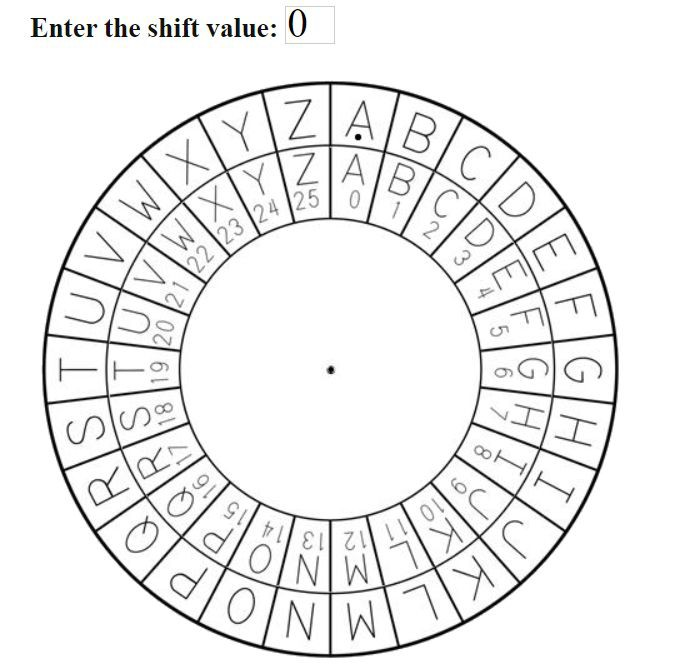 Enter the shift value: 0
A B C D E F G H I J K L M N O P Q R S T U V W X Y Z
A B C D E F G H I J K L M N O P Q R S T U V W X Y Z
0 1 2 3 4 5 6 7 8 9 10 11 12 13 14 15 16 17 18 19 20 21 22 23 24 25